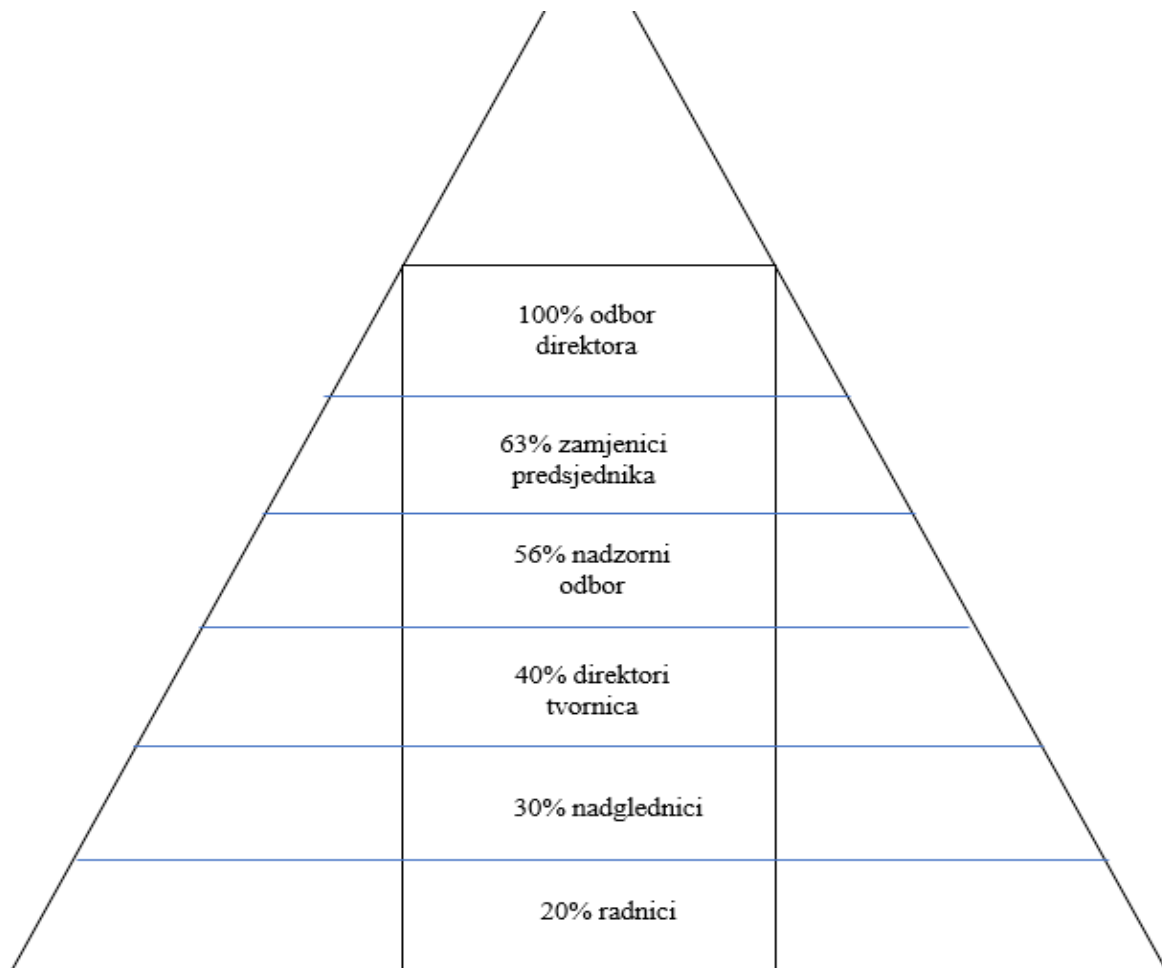 100% odbor
direktora
63% zamjenici
predsjednika
56% nadzorni
odbor
40% direktori
tvornica
30% nadglednici
20% radnici